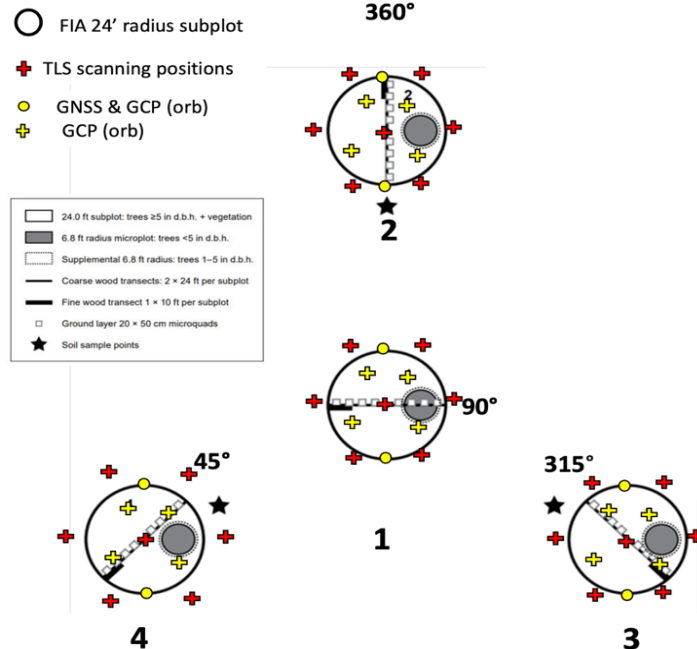 360°
FIA 24’ radius subplot
TLS scanning positions
GNSS & GCP (orb)
GCP (orb)
2
2
24.0 ft subplot: trees ≥5 in d.b.h. + vegetation
6.8 ft radius microplot: trees <5 in d.b.h.
Supplemental 6.8 ft radius: trees 1–5 in d.b.h.
Coarse wood transects: 2 × 24 ft per subplot
Fine wood transect 1 × 10 ft per subplot
Ground layer 20 × 50 cm microquads
Soil sample points
90°
45°
315°
1
4
3